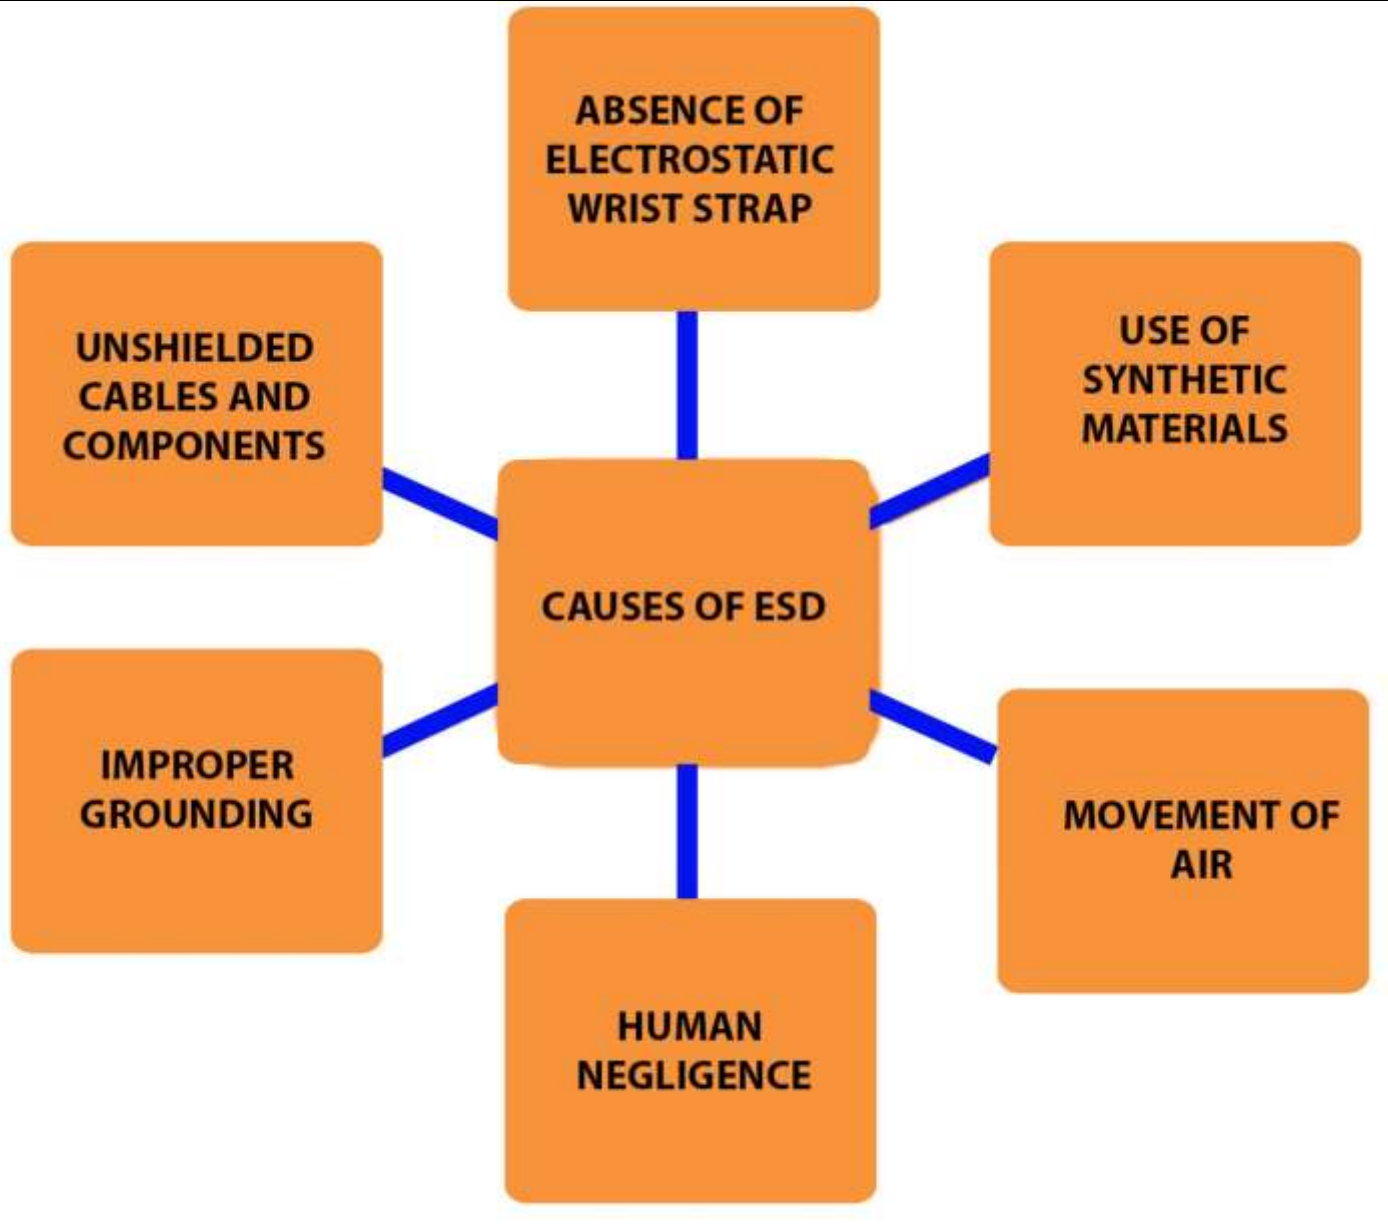 ABSENCE OF
ELECTROSTATIC
WRIST STRAP
UNSHIELDED
CABLES AND
COMPONENTS
USE OF
SYNTHETIC
MATERIALS
CAUSES OF ESD
IMPROPER
GROUNDING
MOVEMENT OF
AIR
HUMAN
NEGLIGENCE